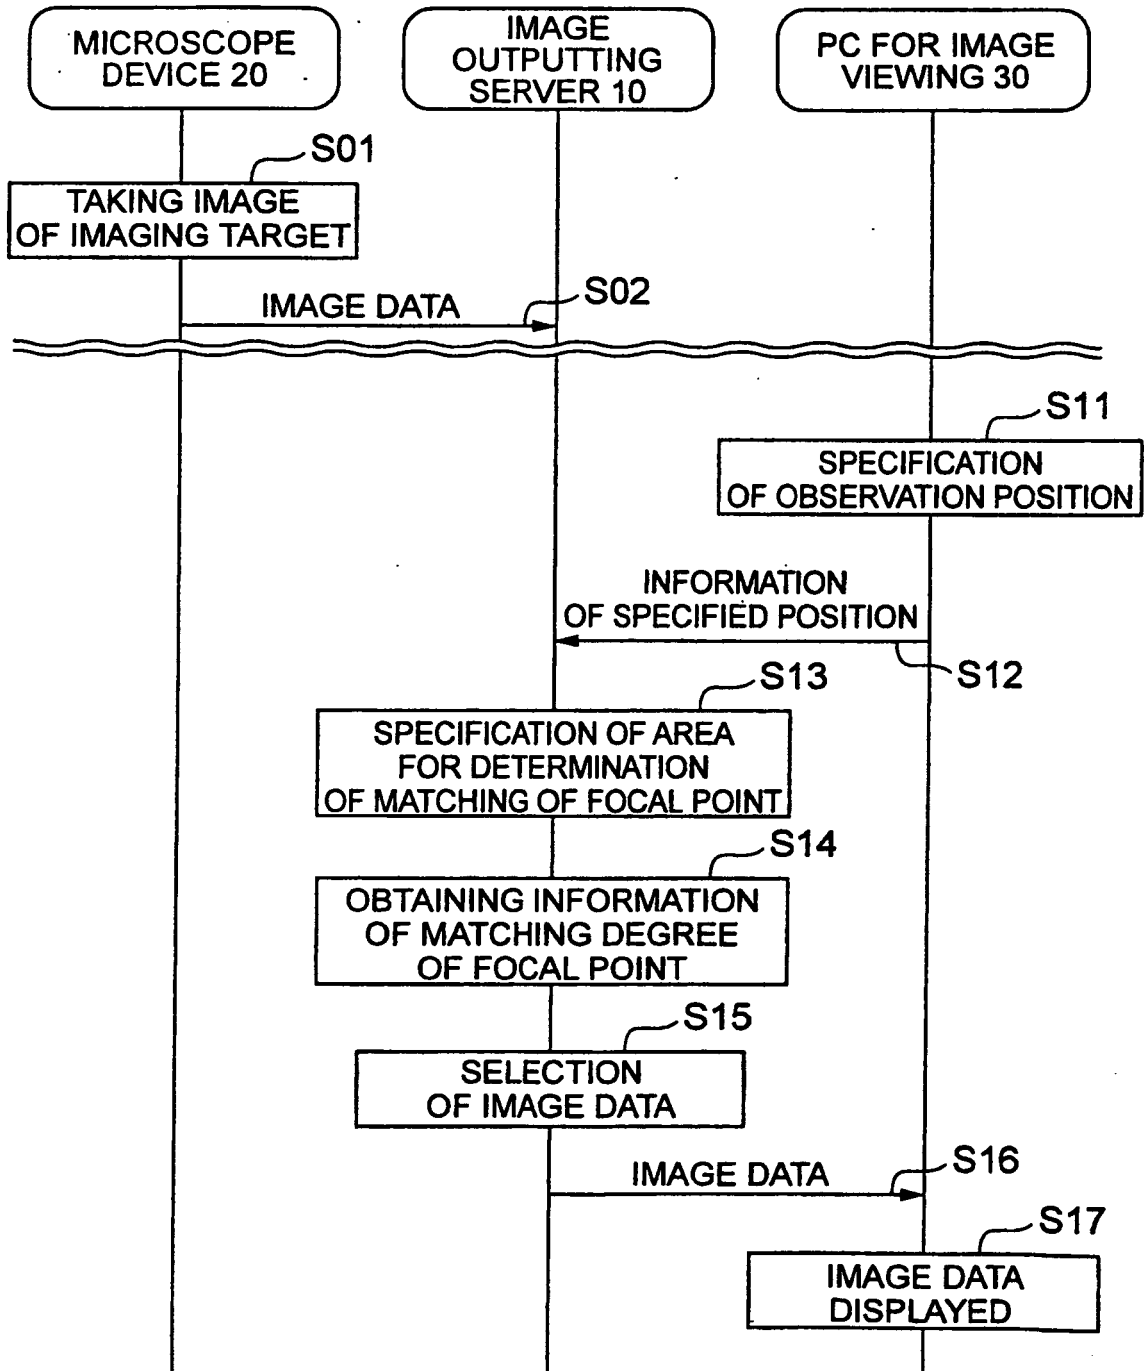 MICROSCOPE
DEVICE 20
IMAGE
OUTPUTTING
SERVER 10
PC FOR IMAGE
VIEWING 30
S01
TAKING IMAGE
OF IMAGING TARGET
IMAGE DATA
S02
S11
SPECIFICATION
OF OBSERVATION POSITION
INFORMATION
OF SPECIFIED POSITION
S12
S13
SPECIFICATION OF AREA
FOR DETERMINATION
OF MATCHING OF FOCAL POINT
S14
OBTAINING INFORMATION
OF MATCHING DEGREE
OF FOCAL POINT
S15
SELECTION
OF IMAGE DATA
IMAGE DATA
S16
S17
IMAGE DATA
DISPLAYED